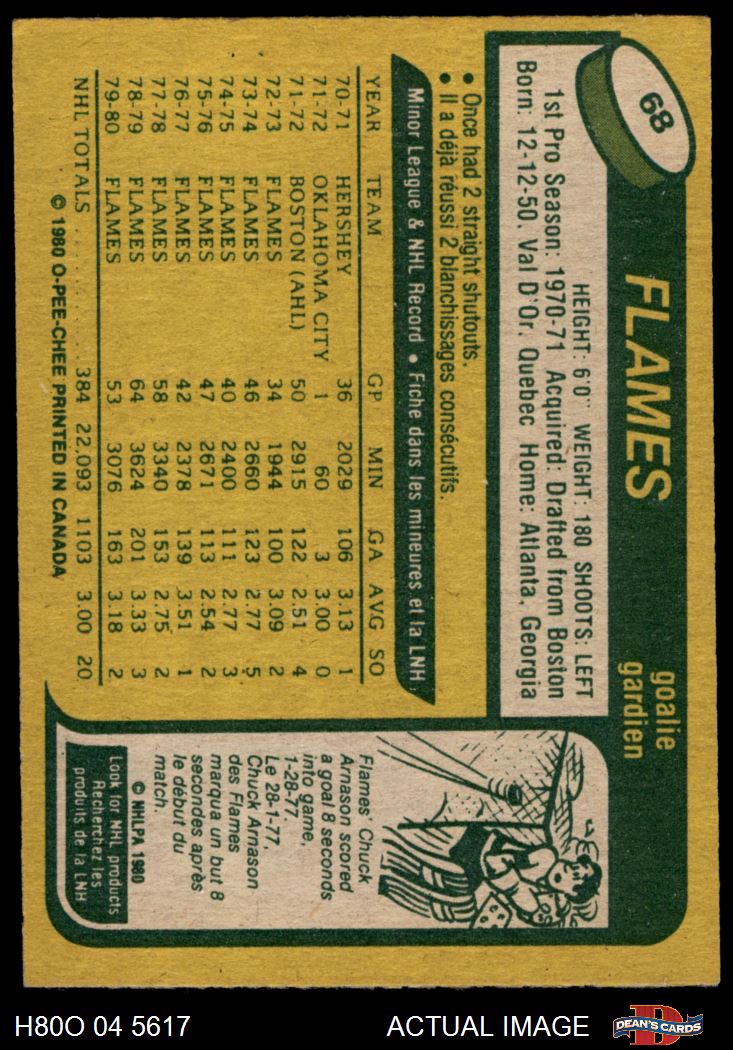 68
FLAMES
goalie
gardien
HEIGHT: 6'0" WEIGHT: 180 SHOOTS: LEFT
1st Pro Season: 1970-71 Acquired: Drafted from Boston
Born: 12-12-50. Val D'Or. Quebec Home: Atlanta, Georgia
• Once had 2 straight shutouts.
• Il a déjà réussi 2 blanchissages consécutifs.
Minor League & NHL Record • Fiche dans les mineures et la LNH
YEAR TEAM GP MIN GA AVG SO
70-71 HERSHEY 36 2029 106 3.13 1
71-72 OKLAHOMA CITY 1 60 3 3.00 0
71-72 BOSTON (AHL) 50 2915 122 2.51 4
72-73 FLAMES 34 1944 100 3.09 2
73-74 FLAMES 46 2660 123 2.77 5
74-75 FLAMES 40 2400 111 2.77 3
75-76 FLAMES 47 2671 113 2.54 2
76-77 FLAMES 42 2378 139 3.51 1
77-78 FLAMES 58 3340 153 2.75 2
78-79 FLAMES 64 3624 201 3.33 3
79-80 FLAMES 53 3076 163 3.18 2
NHL TOTALS 384 22,093 1103 3.00 20
© 1980 O-PEE-CHEE PRINTED IN CANADA
Flames' Chuck
Arnason scored
a goal 8 seconds
into game,
1-28-77.
Le 28-1-77,
Chuck Arnason
des Flames
marqua un but 8
secondes après
le début du
match.
© NHLPA 1980
Look for NHL products
Recherchez les
produits de la LNH
H80O 04 5617
ACTUAL IMAGE
D
DEAN'S CARDS